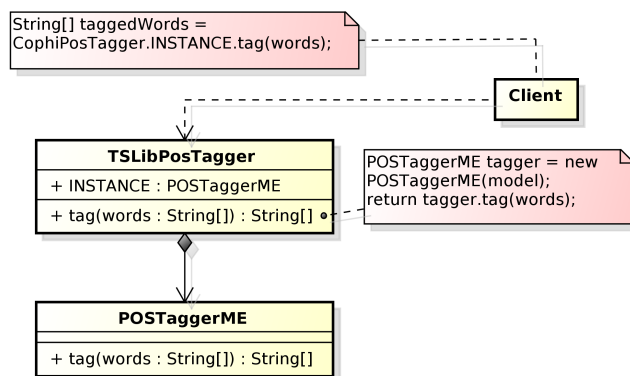 String[] taggedWords =
CophiPosTagger.INSTANCE.tag(words);
Client
TSLibPosTagger
+ INSTANCE : POSTaggerME
+ tag(words : String[]) : String[]
POSTaggerME tagger = new
POSTaggerME(model);
return tagger.tag(words);
POSTaggerME
+ tag(words : String[]) : String[]